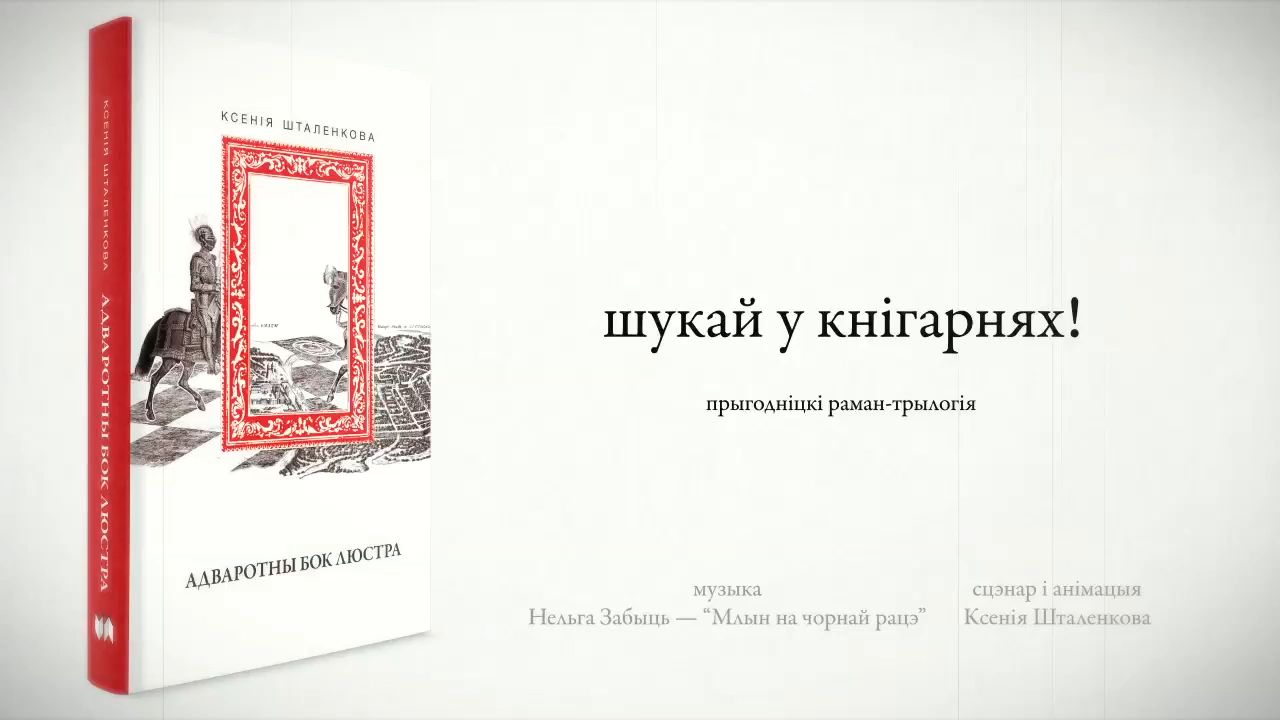 КСЕНІЯ ШТАЛЕНКОВА
АДВАРОТНЫ БОК ЛЮСТРА
КСЕНІЯ ШТАЛЕНКОВА
АДВАРОТНЫ БОК ЛЮСТРА
шукай у кнігарнях!
прыгодніцкі раман-трылогія
музыка
Нельга Забыць — “Млын на чорнай рацэ”
сцэнар і анімацыя
Ксенія Шталенкова